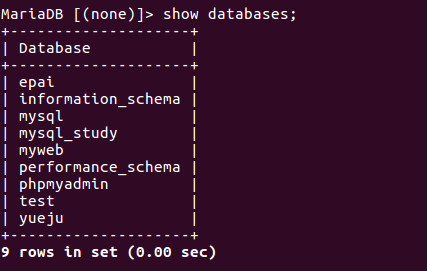 MariaDB [(none)]> show databases;
+--------------------+
| Database           |
+--------------------+
| epai               |
| information_schema |
| mysql              |
| mysql_study        |
| myweb              |
| performance_schema |
| phpmyadmin         |
| test               |
| yueju              |
+--------------------+
9 rows in set (0.00 sec)